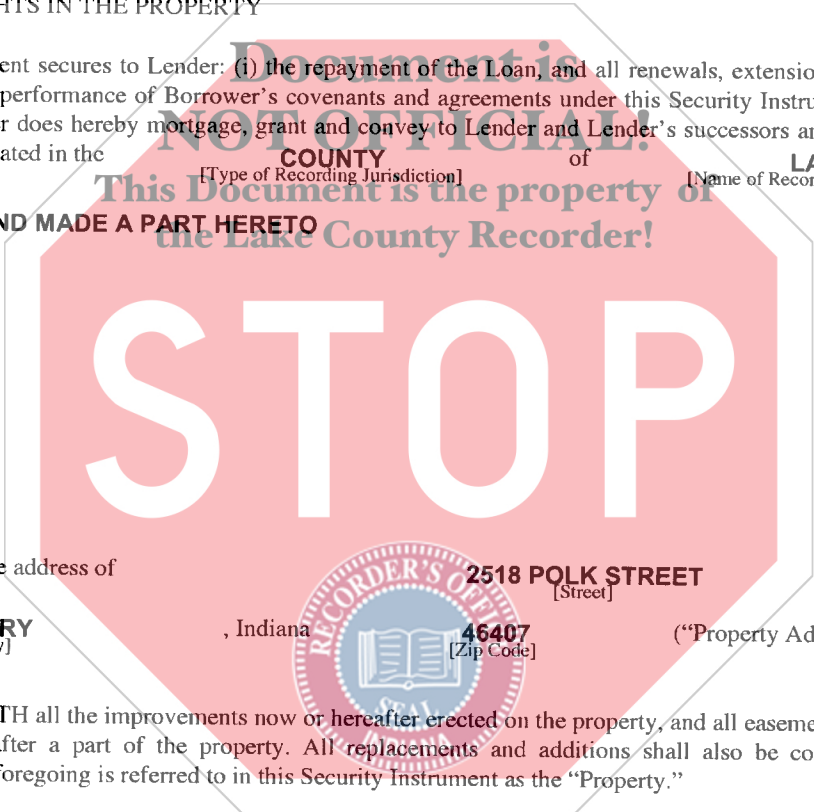 HTS IN THE PROPERTY
Document is
ent secures to Lender: (i) the repayment of the Loan, and all renewals, extensio
performance of Borrower's covenants and agreements under this Security Instru
NOT OFFICIAL!
r does hereby mortgage, grant and convey to Lender and Lender's successors an
ated in the COUNTY of LA
[Type of Recording Jurisdiction] [Name of Recor
This Document is the property of
ND MADE A PART HERETO
the Lake County Recorder!
STOP
e address of 2518 POLK STREET
[Street]
RY , Indiana 46407 ("Property Ad
y] [Zip Code]
RECORDER'S OFFICE
SEAL
INDIANA
TH all the improvements now or hereafter erected on the property, and all easeme
fter a part of the property. All replacements and additions shall also be co
foregoing is referred to in this Security Instrument as the "Property."